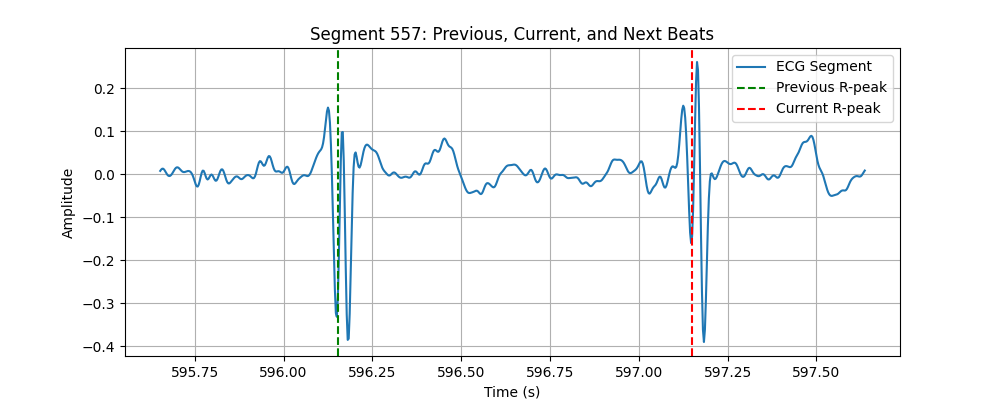 Segment 557: Previous, Current, and Next Beats
ECG Segment
Previous R-peak
Current R-peak
Amplitude
0.2
0.1
0.0
−0.1
−0.2
−0.3
−0.4
595.75 596.00 596.25 596.50 596.75 597.00 597.25 597.50
Time (s)